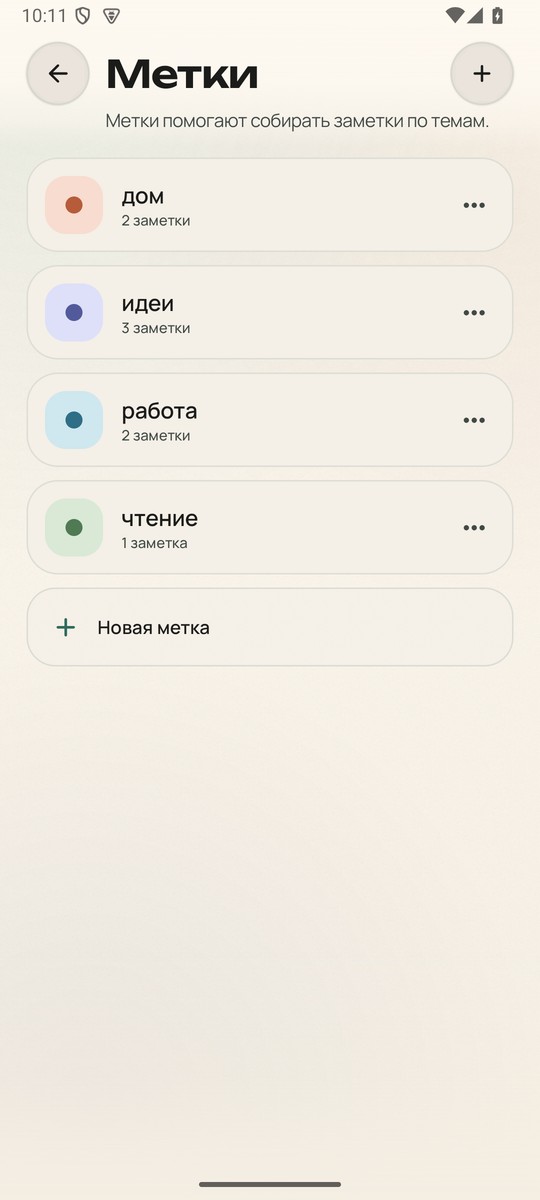 10:11
Метки
Метки помогают собирать заметки по темам.
дом
2 заметки
идеи
3 заметки
работа
2 заметки
чтение
1 заметка
Новая метка